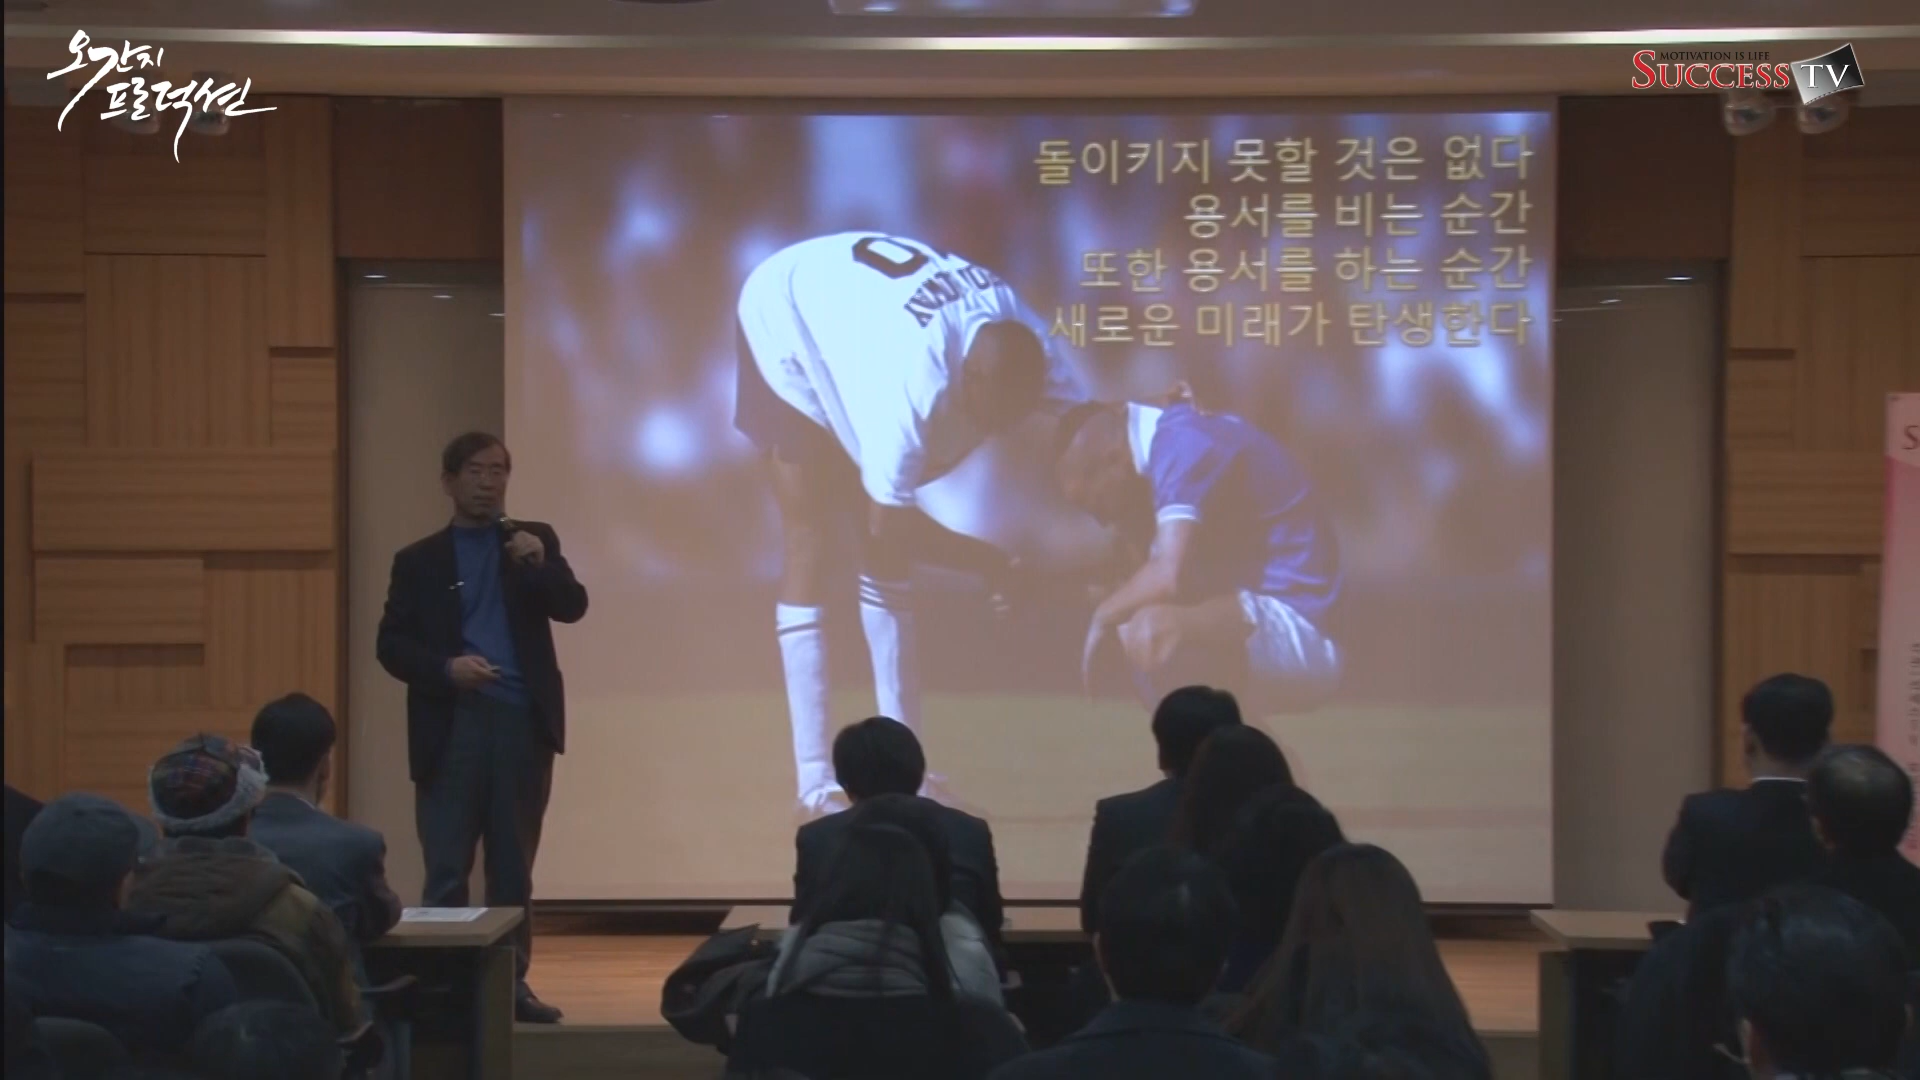 오간지
프로덕션
MOTIVATION IS LIFE
SUCCESS TV
돌이키지 못할 것은 없다
용서를 비는 순간
또한 용서를 하는 순간
새로운 미래가 탄생한다
S